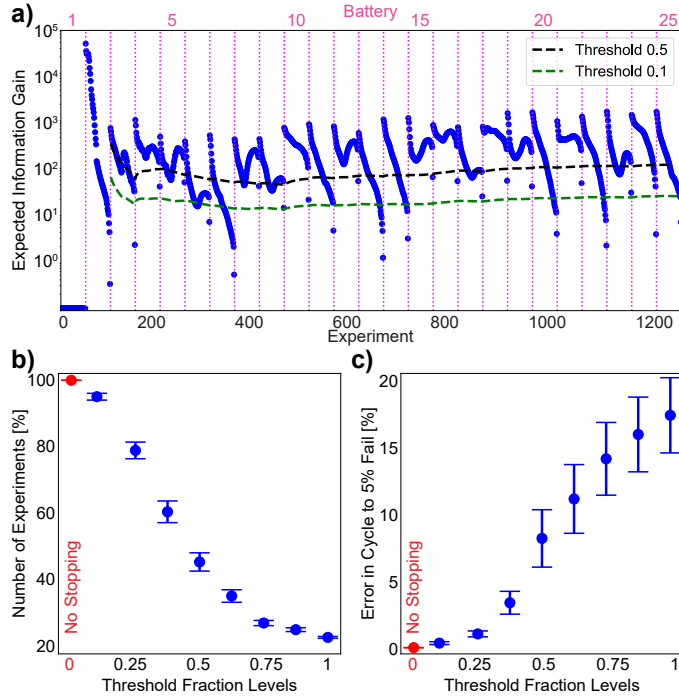 a)
Battery
1 5 10 15 20 25
Expected Information Gain
10^5
10^4
10^3
10^2
10^1
10^0
Threshold 0.5
Threshold 0.1
0 200 400 600 800 1000 1200
Experiment
b)
Number of Experiments [%]
100
80
60
40
20
No Stopping
0 0.25 0.5 0.75 1
Threshold Fraction Levels
c)
Error in Cycle to 5% Fail [%]
20
15
10
5
0
No Stopping
0 0.25 0.5 0.75 1
Threshold Fraction Levels